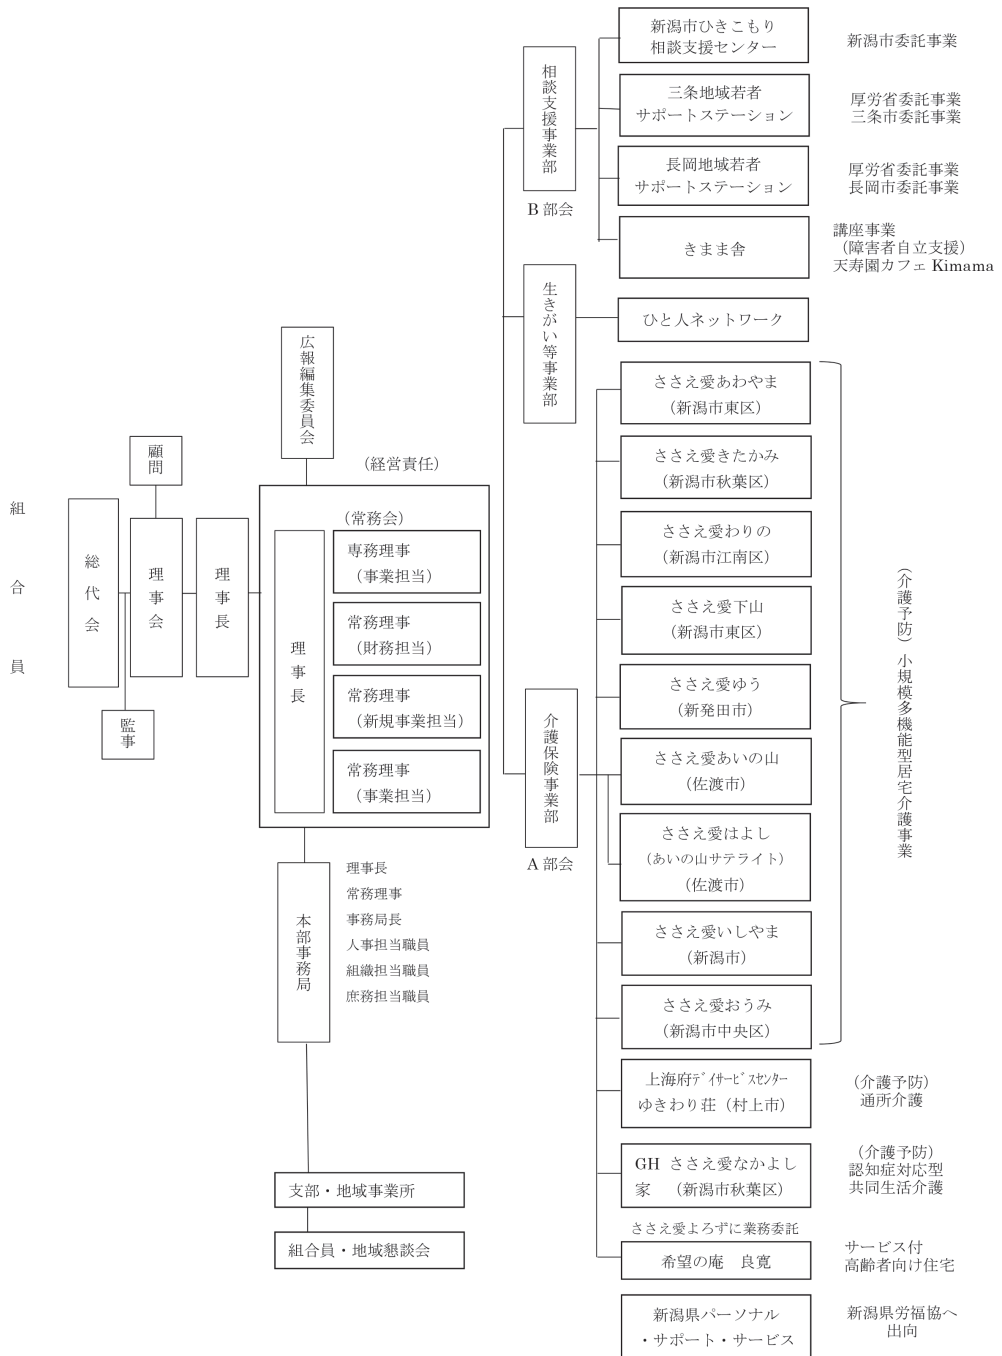 組合員
総代会
監事
顧問
理事会
理事長
広報編集委員会
（経営責任）
（常務会）
理事長
専務理事
（事業担当）
常務理事
（財務担当）
常務理事
（新規事業担当）
常務理事
（事業担当）
本部事務局
理事長
常務理事
事務局長
人事担当職員
組織担当職員
庶務担当職員
支部・地域事業所
組合員・地域懇談会
相談支援事業部
B 部会
新潟市ひきこもり
相談支援センター
新潟市委託事業
三条地域若者
サポートステーション
厚労省委託事業
三条市委託事業
長岡地域若者
サポートステーション
厚労省委託事業
長岡市委託事業
きまま舎
講座事業
（障害者自立支援）
天寿園カフェ Kimama
生きがい等事業部
ひと人ネットワーク
介護保険事業部
A 部会
ささえ愛あわやま
（新潟市東区）
ささえ愛きたかみ
（新潟市秋葉区）
ささえ愛わりの
（新潟市江南区）
ささえ愛下山
（新潟市東区）
ささえ愛ゆう
（新発田市）
ささえ愛あいの山
（佐渡市）
ささえ愛はよし
（あいの山サテライト）
（佐渡市）
ささえ愛いしやま
（新潟市）
ささえ愛おうみ
（新潟市中央区）
（介護予防）小規模多機能型居宅介護事業
上海府ﾃﾞｲｻｰﾋﾞｽｾﾝﾀｰ
ゆきわり荘（村上市）
（介護予防）
通所介護
GH ささえ愛なかよし
家　（新潟市秋葉区）
（介護予防）
認知症対応型
共同生活介護
ささえ愛よろずに業務委託
希望の庵　良寛
サービス付
高齢者向け住宅
新潟県パーソナル
・サポート・サービス
新潟県労福協へ
出向